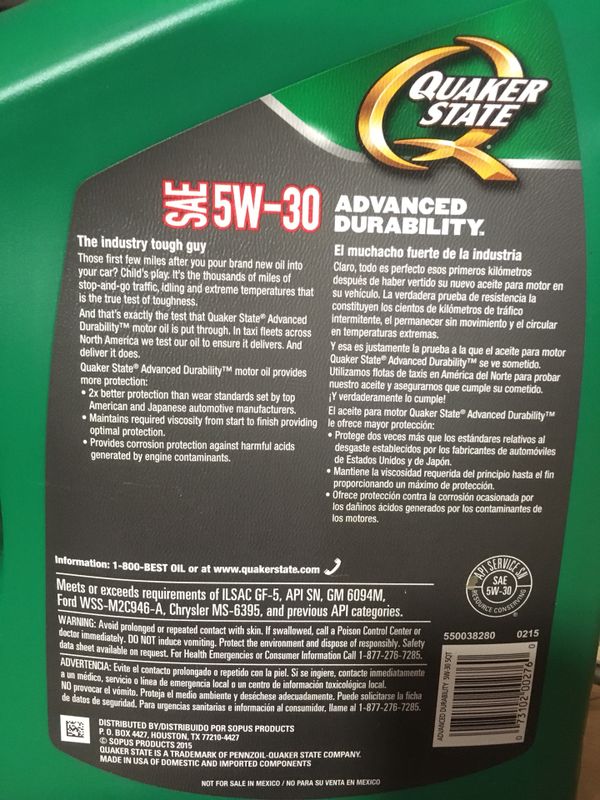 QUAKER
STATE
SAE 5W-30 ADVANCED
DURABILITY™
The industry tough guy
Those first few miles after you pour brand new oil into
your car? Child's play. It's the thousands of miles of
stop-and-go traffic, idling and extreme temperatures that
is the true test of toughness.
And that's exactly the test that Quaker State® Advanced
Durability™ motor oil is put through. In taxi fleets across
North America we test our oil to ensure it delivers. And
deliver it does.
Quaker State® Advanced Durability™ motor oil provides
more protection:
• 2x better protection than wear standards set by top
American and Japanese automotive manufacturers.
• Maintains required viscosity from start to finish providing
optimal protection.
• Provides corrosion protection against harmful acids
generated by engine contaminants.
El muchacho fuerte de la industria
Claro, todo es perfecto esos primeros kilómetros
después de haber vertido su nuevo aceite para motor en
su vehículo. La verdadera prueba de resistencia la
constituyen los cientos de kilómetros de tráfico
intermitente, el permanecer sin movimiento y el circular
en temperaturas extremas.
Y esa es justamente la prueba a la que el aceite para motor
Quaker State® Advanced Durability™ se ve sometido.
Utilizamos flotas de taxis en América del Norte para probar
nuestro aceite y asegurarnos que cumple su cometido.
¡Y verdaderamente lo cumple!
El aceite para motor Quaker State® Advanced Durability™
le ofrece mayor protección:
• Protege dos veces más que los estándares relativos al
desgaste establecidos por los fabricantes de automóviles
de Estados Unidos y de Japón.
• Mantiene la viscosidad requerida del principio hasta el fin
proporcionando un máximo de protección.
• Ofrece protección contra la corrosión ocasionada por
los dañinos ácidos generados por los contaminantes de
los motores.
Information: 1-800-BEST OIL or at www.quakerstate.com
Meets or exceeds requirements of ILSAC GF-5, API SN, GM 6094M,
Ford WSS-M2C946-A, Chrysler MS-6395, and previous API categories.
WARNING: Avoid prolonged or repeated contact with skin. If swallowed, call a Poison Control Center or
doctor immediately. DO NOT induce vomiting. Protect the environment and dispose of responsibly. Safety
data sheet available on request. For Health Emergencies or Consumer Information Call 1-877-276-7285.
ADVERTENCIA: Evite el contacto prolongado o repetido con la piel. Si se ingiere, contacte inmediatamente
a un médico, servicio o línea de emergencia local o un centro de información toxicológica local.
NO provocar el vómito. Proteja el medio ambiente y deséchese adecuadamente. Puede solicitarse la ficha
de datos de seguridad. Para urgencias sanitarias e información al consumidor, llame al 1-877-276-7285.
API SERVICE SN
SAE
5W-30
RESOURCE CONSERVING
550038280 0215
ADVANCED DURABILITY 5W-30 5QT
0 73102 00276 0
DISTRIBUTED BY/DISTRIBUIDO POR SOPUS PRODUCTS
P. O. BOX 4427, HOUSTON, TX 77210-4427
© SOPUS PRODUCTS 2015
QUAKER STATE IS A TRADEMARK OF PENNZOIL-QUAKER STATE COMPANY.
MADE IN USA OF DOMESTIC AND IMPORTED COMPONENTS
NOT FOR SALE IN MEXICO / NO PARA SU VENTA EN MEXICO